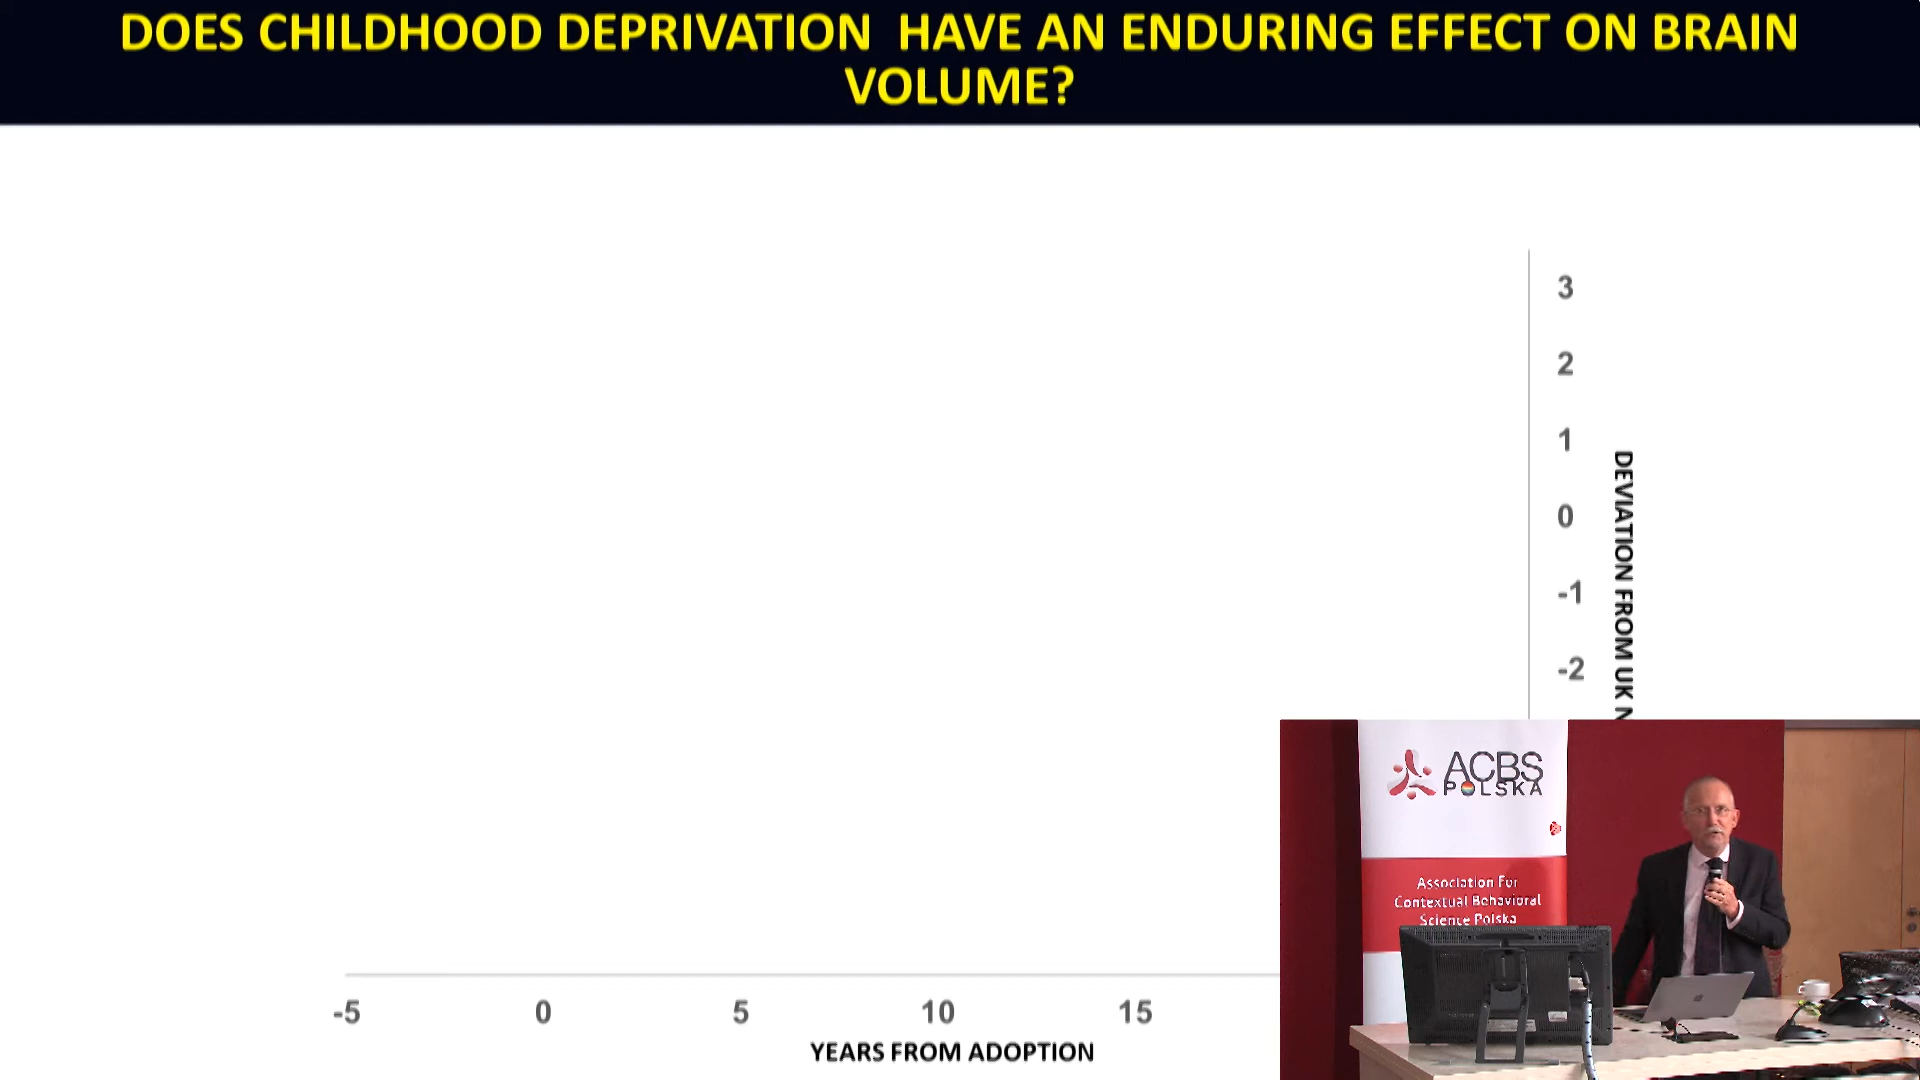 DOES CHILDHOOD DEPRIVATION HAVE AN ENDURING EFFECT ON BRAIN
VOLUME?
3
2
1
0
-1
-2
DEVIATION FROM UK
-5 0 5 10 15
YEARS FROM ADOPTION
ACBS
POLSKA
Association For
Contextual Behavioral
Science Polska